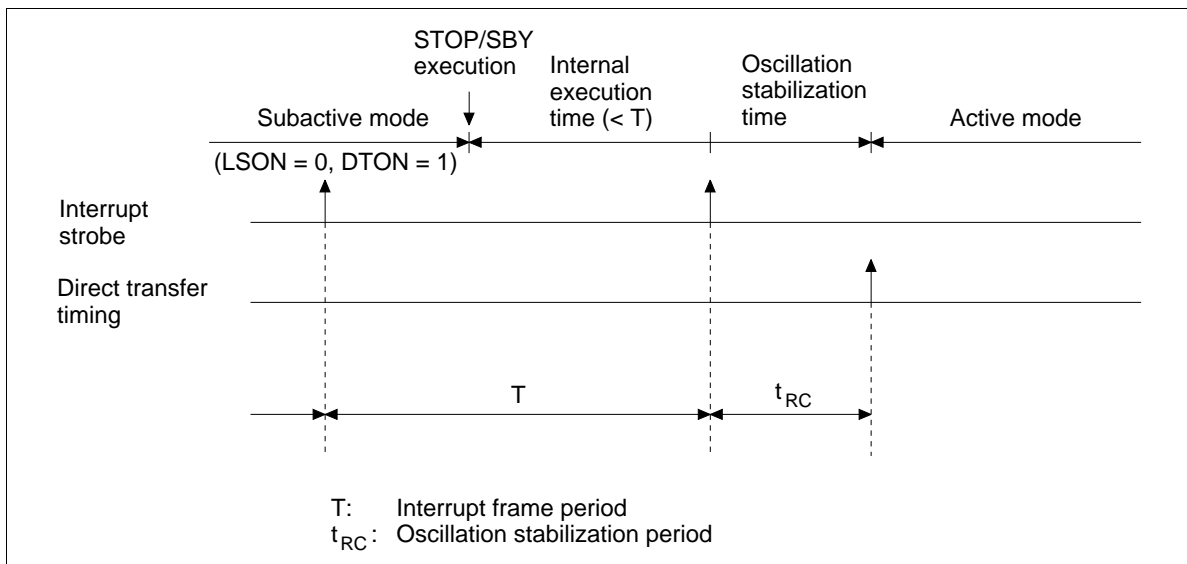 STOP/SBY
execution
Internal
execution
time (< T)
Oscillation
stabilization
time
Subactive mode
Active mode
(LSON = 0, DTON = 1)
Interrupt
strobe
Direct transfer
timing
T
tRC
T: Interrupt frame period
tRC: Oscillation stabilization period